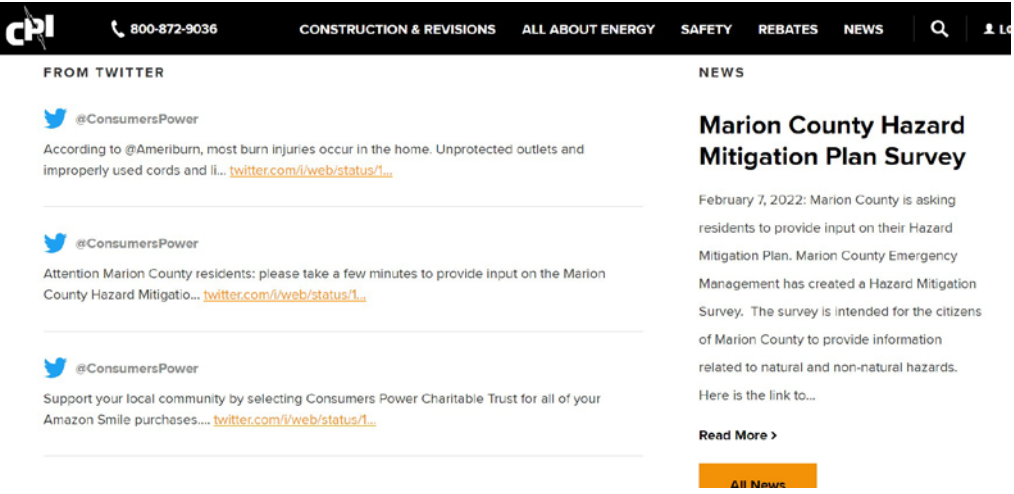 CPI
800-872-9036
CONSTRUCTION & REVISIONS ALL ABOUT ENERGY SAFETY REBATES NEWS
FROM TWITTER
@ConsumersPower
According to @Ameriburn, most burn injuries occur in the home. Unprotected outlets and
improperly used cords and li... twitter.com/i/web/status/1...
@ConsumersPower
Attention Marion County residents: please take a few minutes to provide input on the Marion
County Hazard Mitigatio... twitter.com/i/web/status/1...
@ConsumersPower
Support your local community by selecting Consumers Power Charitable Trust for all of your
Amazon Smile purchases.... twitter.com/i/web/status/1...
NEWS
Marion County Hazard
Mitigation Plan Survey
February 7, 2022: Marion County is asking
residents to provide input on their Hazard
Mitigation Plan. Marion County Emergency
Management has created a Hazard Mitigation
Survey. The survey is intended for the citizens
of Marion County to provide information
related to natural and non-natural hazards.
Here is the link to...
Read More >
All News